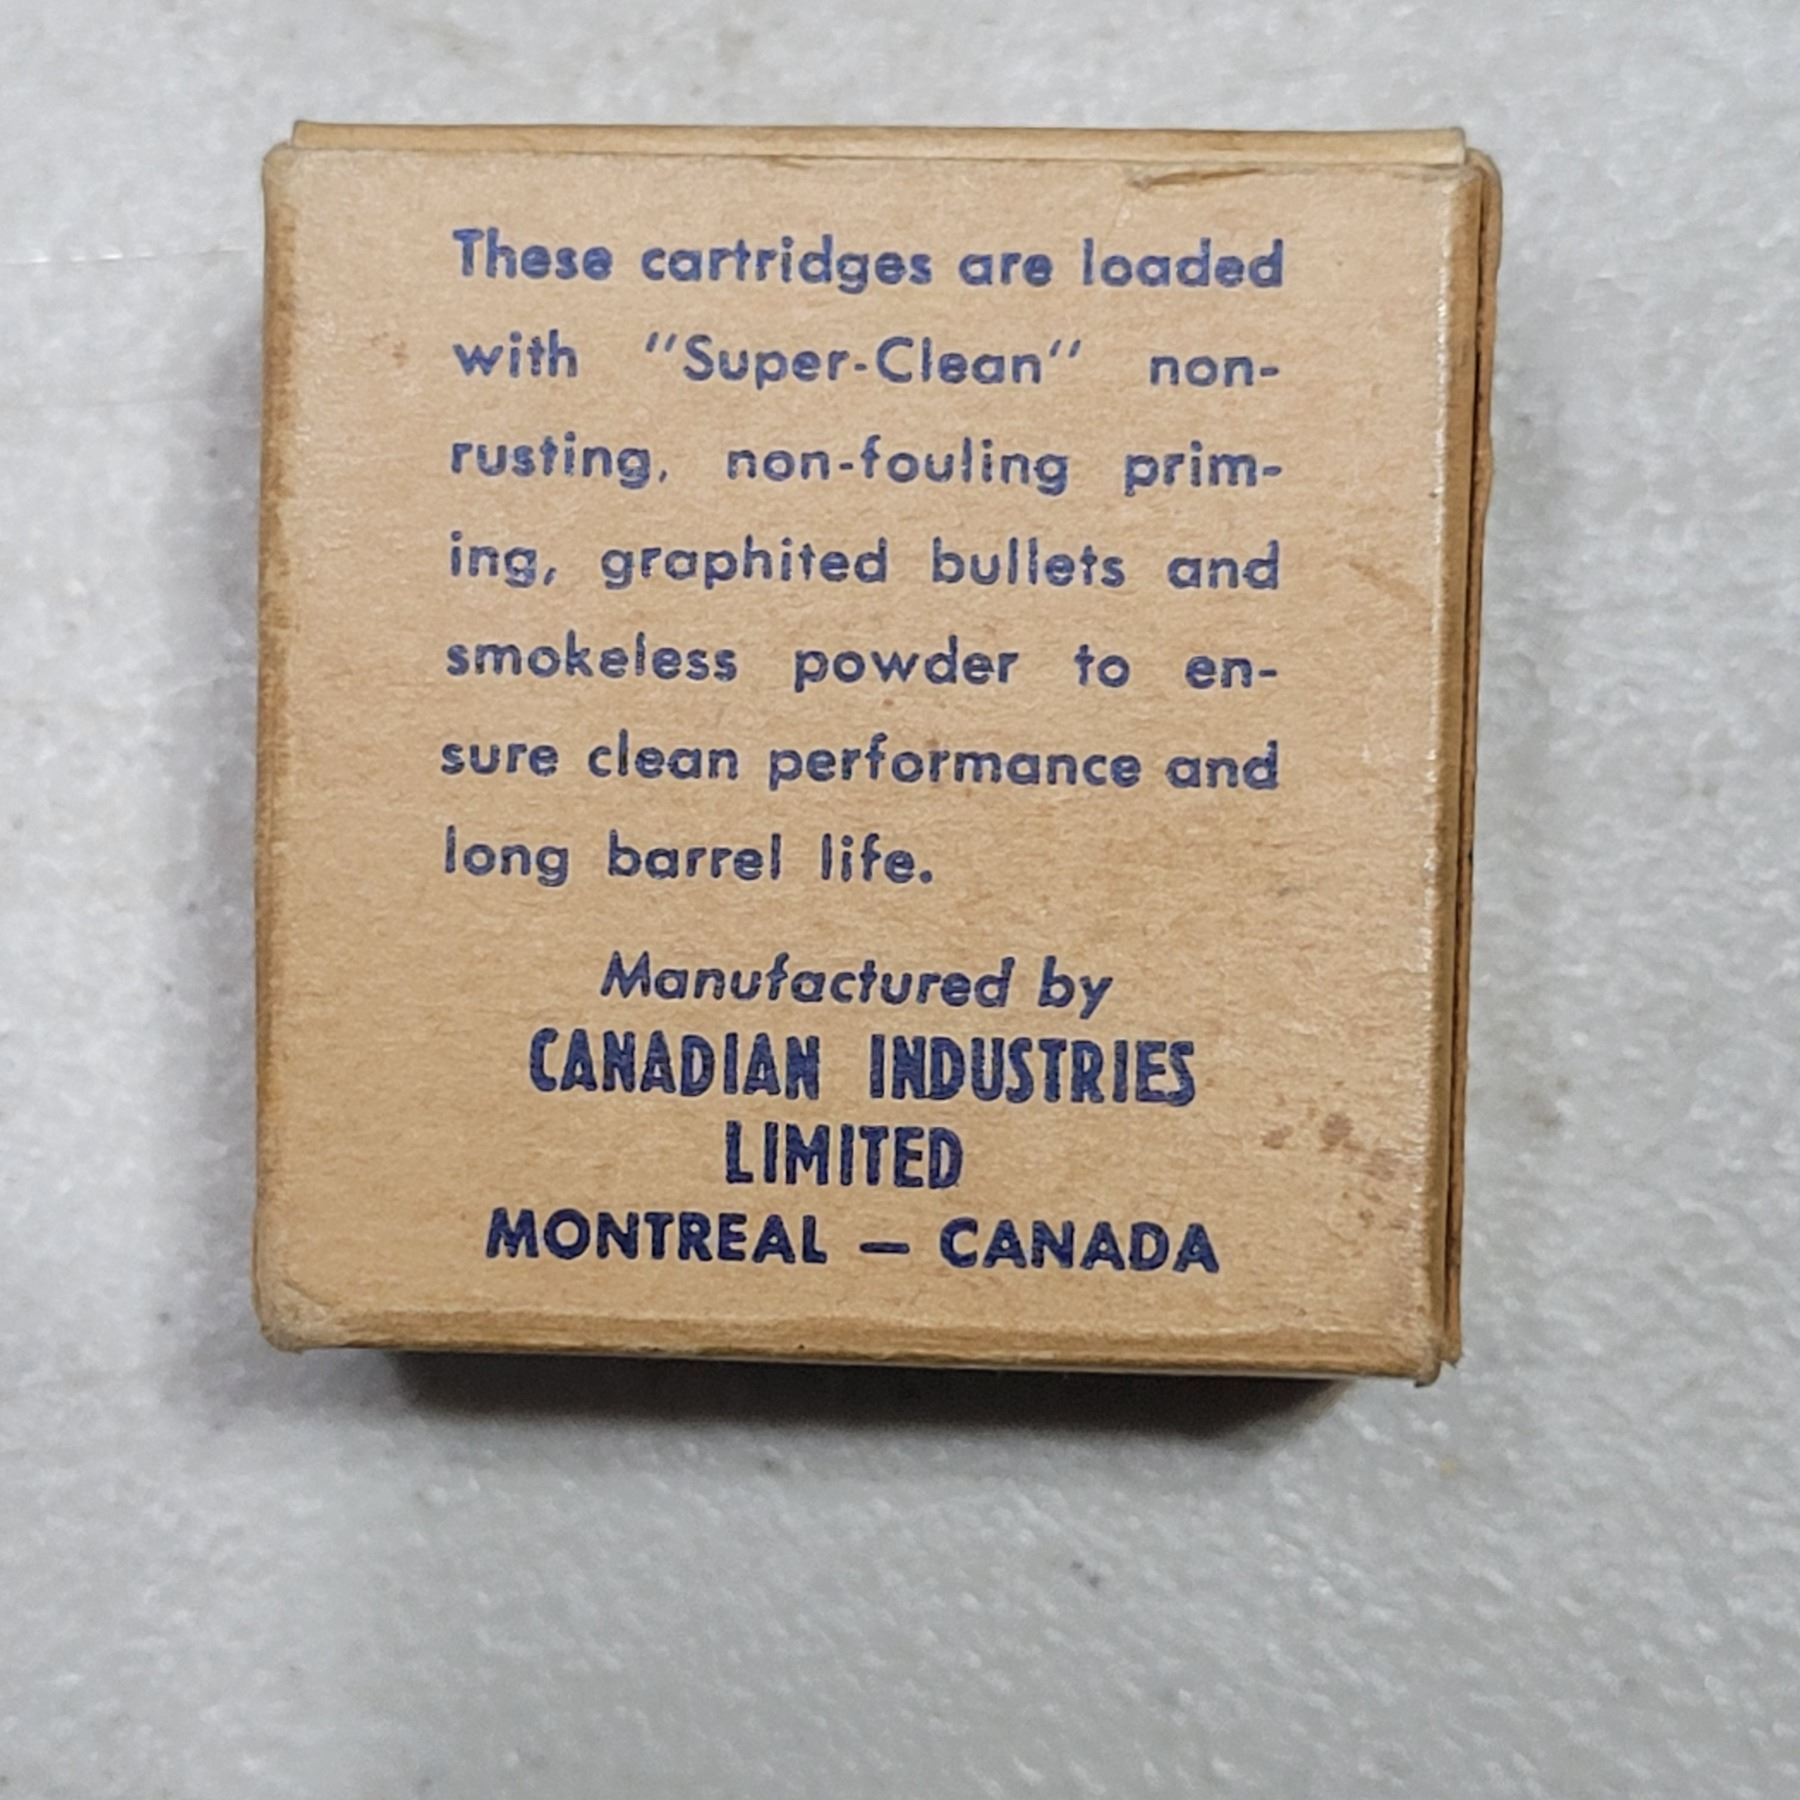 These cartridges are loaded
with "Super-Clean" non-
rusting, non-fouling prim-
ing, graphited bullets and
smokeless powder to en-
sure clean performance and
long barrel life.
Manufactured by
CANADIAN INDUSTRIES
LIMITED
MONTREAL — CANADA